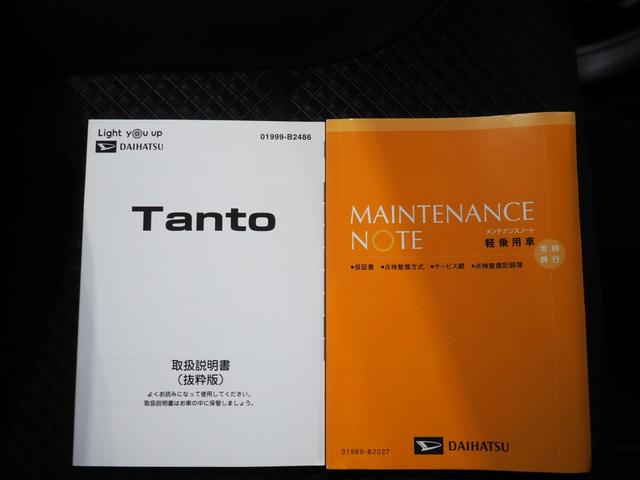 Light you up
DAIHATSU
01999-B2486
Tanto
取扱説明書
（抜粋版）
よくお読みになって使用してください。
取扱説明書はお車の中に保管しましょう。
MAINTENANCE
NOTE
メンテナンスノート
軽乗用車
常時
携行
●保証書 ●点検整備方式 ●サービス網 ●点検整備記録簿
01989-B2027
DAIHATSU